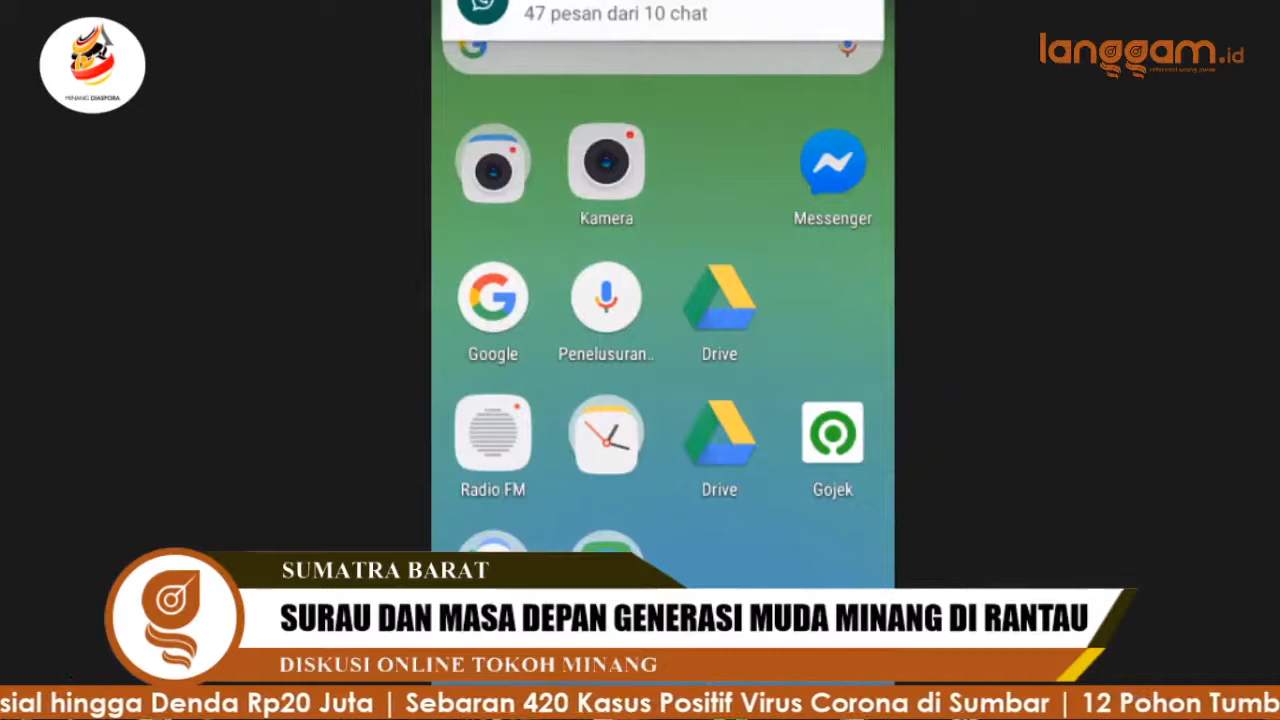 47 pesan dari 10 chat
MINANG DIASPORA
langgam.id
Kamera
Messenger
Google
Penelusuran..
Drive
Radio FM
Drive
Gojek
SUMATRA BARAT
SURAU DAN MASA DEPAN GENERASI MUDA MINANG DI RANTAU
DISKUSI ONLINE TOKOH MINANG
sial hingga Denda Rp20 Juta | Sebaran 420 Kasus Positif Virus Corona di Sumbar | 12 Pohon Tumb